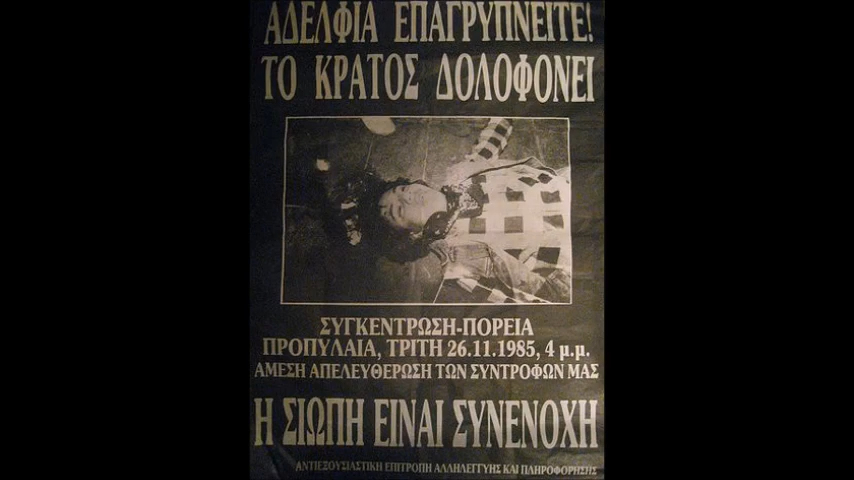 ΑΔΕΛΦΙΑ ΕΠΑΓΡΥΠΝΕΙΤΕ!
ΤΟ ΚΡΑΤΟΣ ΔΟΛΟΦΟΝΕΙ
ΣΥΓΚΕΝΤΡΩΣΗ-ΠΟΡΕΙΑ
ΠΡΟΠΥΛΑΙΑ, ΤΡΙΤΗ 26.11.1985, 4 μ.μ.
ΑΜΕΣΗ ΑΠΕΛΕΥΘΕΡΩΣΗ ΤΩΝ ΣΥΝΤΡΟΦΩΝ ΜΑΣ
Η ΣΙΩΠΗ ΕΙΝΑΙ ΣΥΝΕΝΟΧΗ
ΑΝΤΙΕΞΟΥΣΙΑΣΤΙΚΗ ΕΠΙΤΡΟΠΗ ΑΛΛΗΛΕΓΓΥΗΣ ΚΑΙ ΠΛΗΡΟΦΟΡΗΣΗΣ